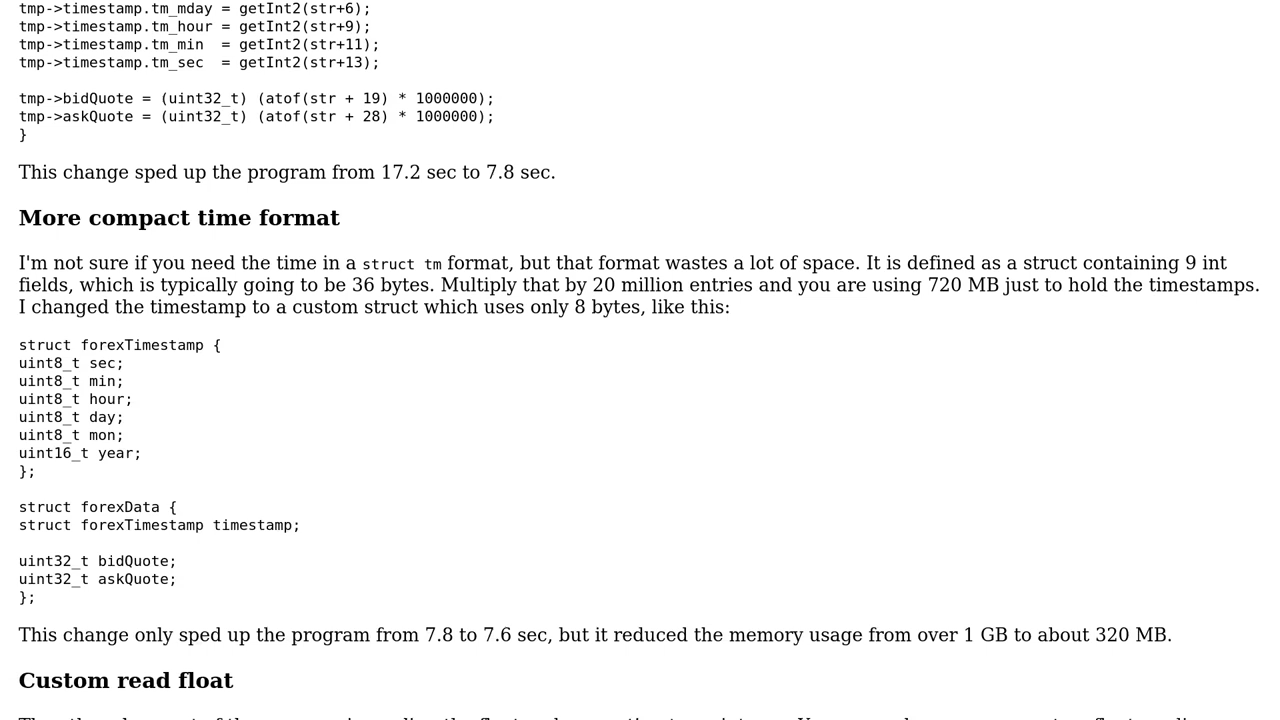 tmp->timestamp.tm_mday = getInt2(str+6);
tmp->timestamp.tm_hour = getInt2(str+9);
tmp->timestamp.tm_min  = getInt2(str+11);
tmp->timestamp.tm_sec  = getInt2(str+13);

tmp->bidQuote = (uint32_t) (atof(str + 19) * 1000000);
tmp->askQuote = (uint32_t) (atof(str + 28) * 1000000);
}
This change sped up the program from 17.2 sec to 7.8 sec.
More compact time format
I'm not sure if you need the time in a struct tm format, but that format wastes a lot of space. It is defined as a struct containing 9 int
fields, which is typically going to be 36 bytes. Multiply that by 20 million entries and you are using 720 MB just to hold the timestamps.
I changed the timestamp to a custom struct which uses only 8 bytes, like this:
struct forexTimestamp {
uint8_t sec;
uint8_t min;
uint8_t hour;
uint8_t day;
uint8_t mon;
uint16_t year;
};

struct forexData {
struct forexTimestamp timestamp;

uint32_t bidQuote;
uint32_t askQuote;
};
This change only sped up the program from 7.8 to 7.6 sec, but it reduced the memory usage from over 1 GB to about 320 MB.
Custom read float